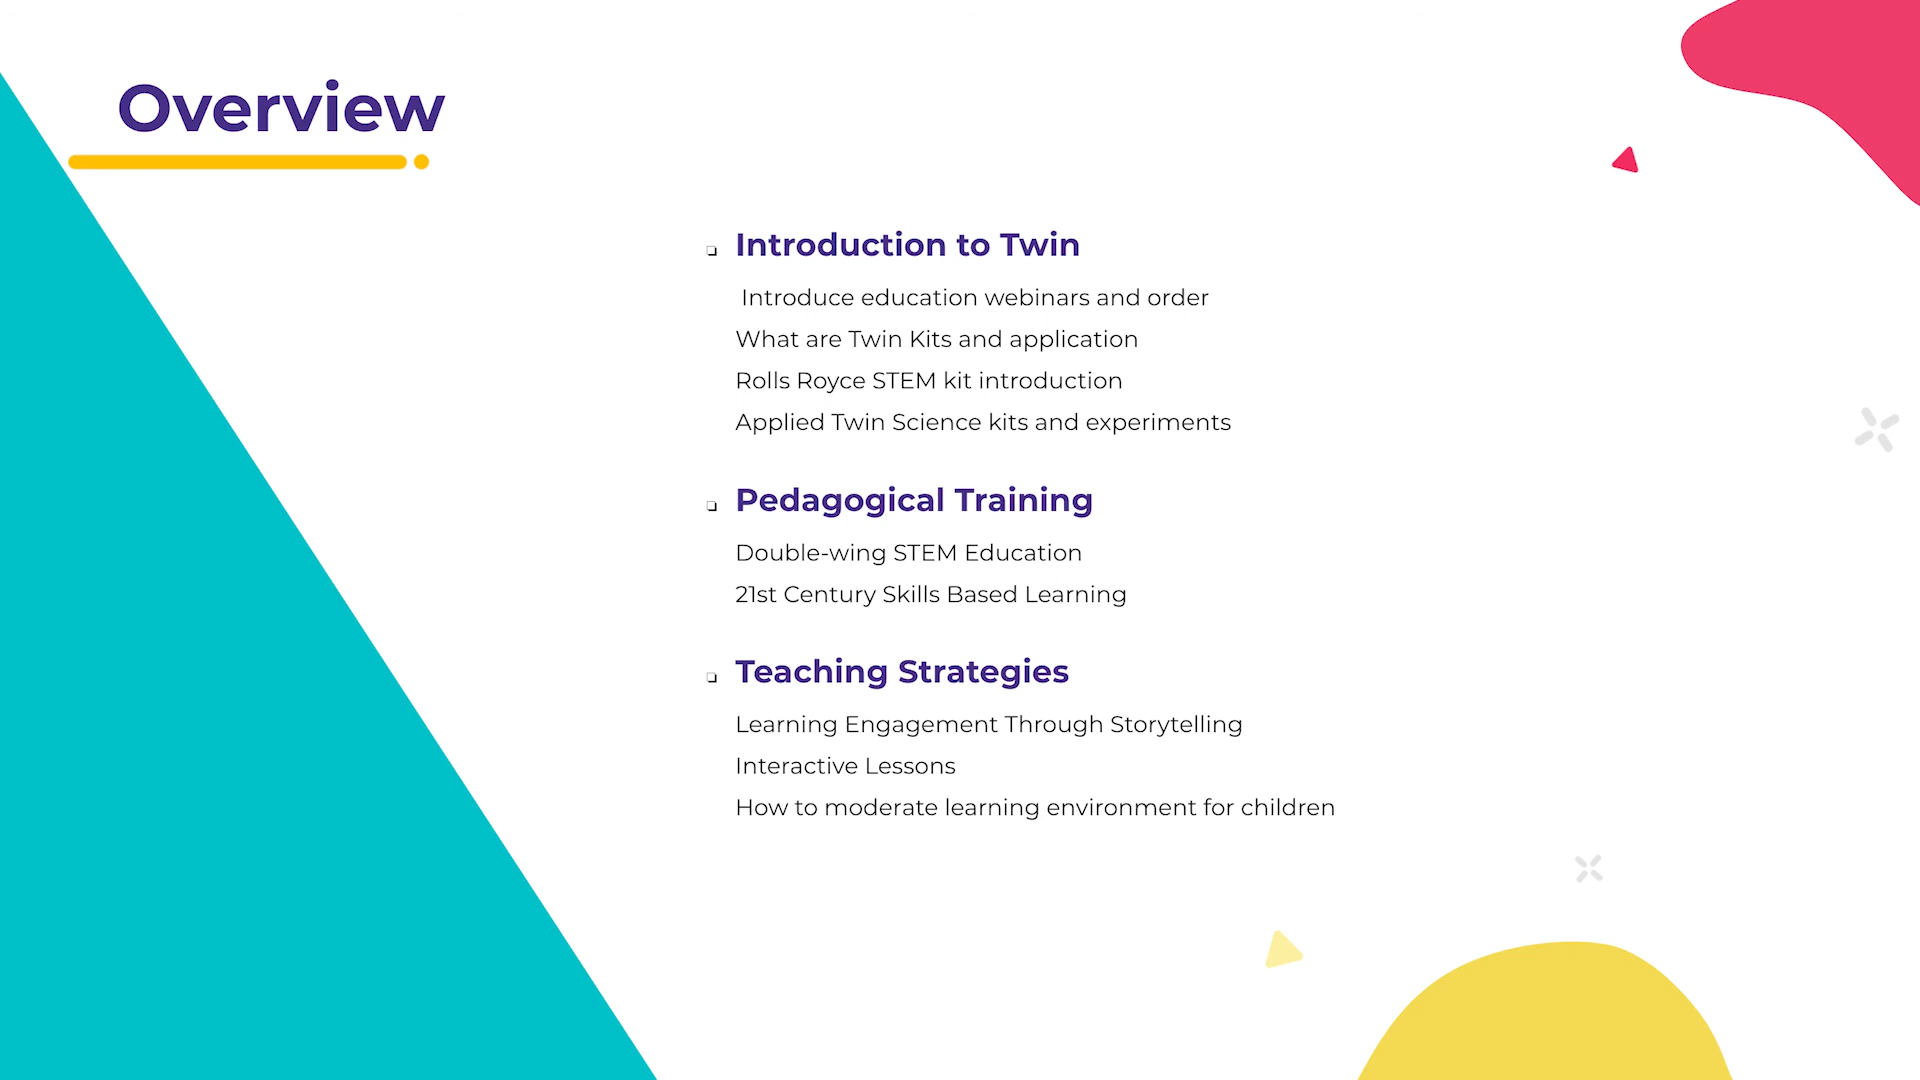 Overview
❏ Introduction to Twin
Introduce education webinars and order
What are Twin Kits and application
Rolls Royce STEM kit introduction
Applied Twin Science kits and experiments
❏ Pedagogical Training
Double-wing STEM Education
21st Century Skills Based Learning
❏ Teaching Strategies
Learning Engagement Through Storytelling
Interactive Lessons
How to moderate learning environment for children